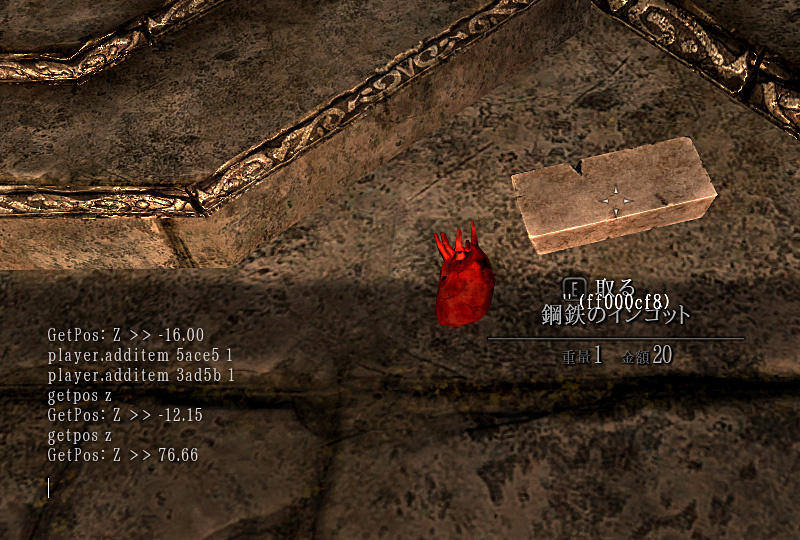 E 取る
" (ff000cf8)
鋼鉄のインゴット
重量 1 金額 20
GetPos: Z >> -16.00
player.additem 5ace5 1
player.additem 3ad5b 1
getpos z
GetPos: Z >> -12.15
getpos z
GetPos: Z >> 76.66